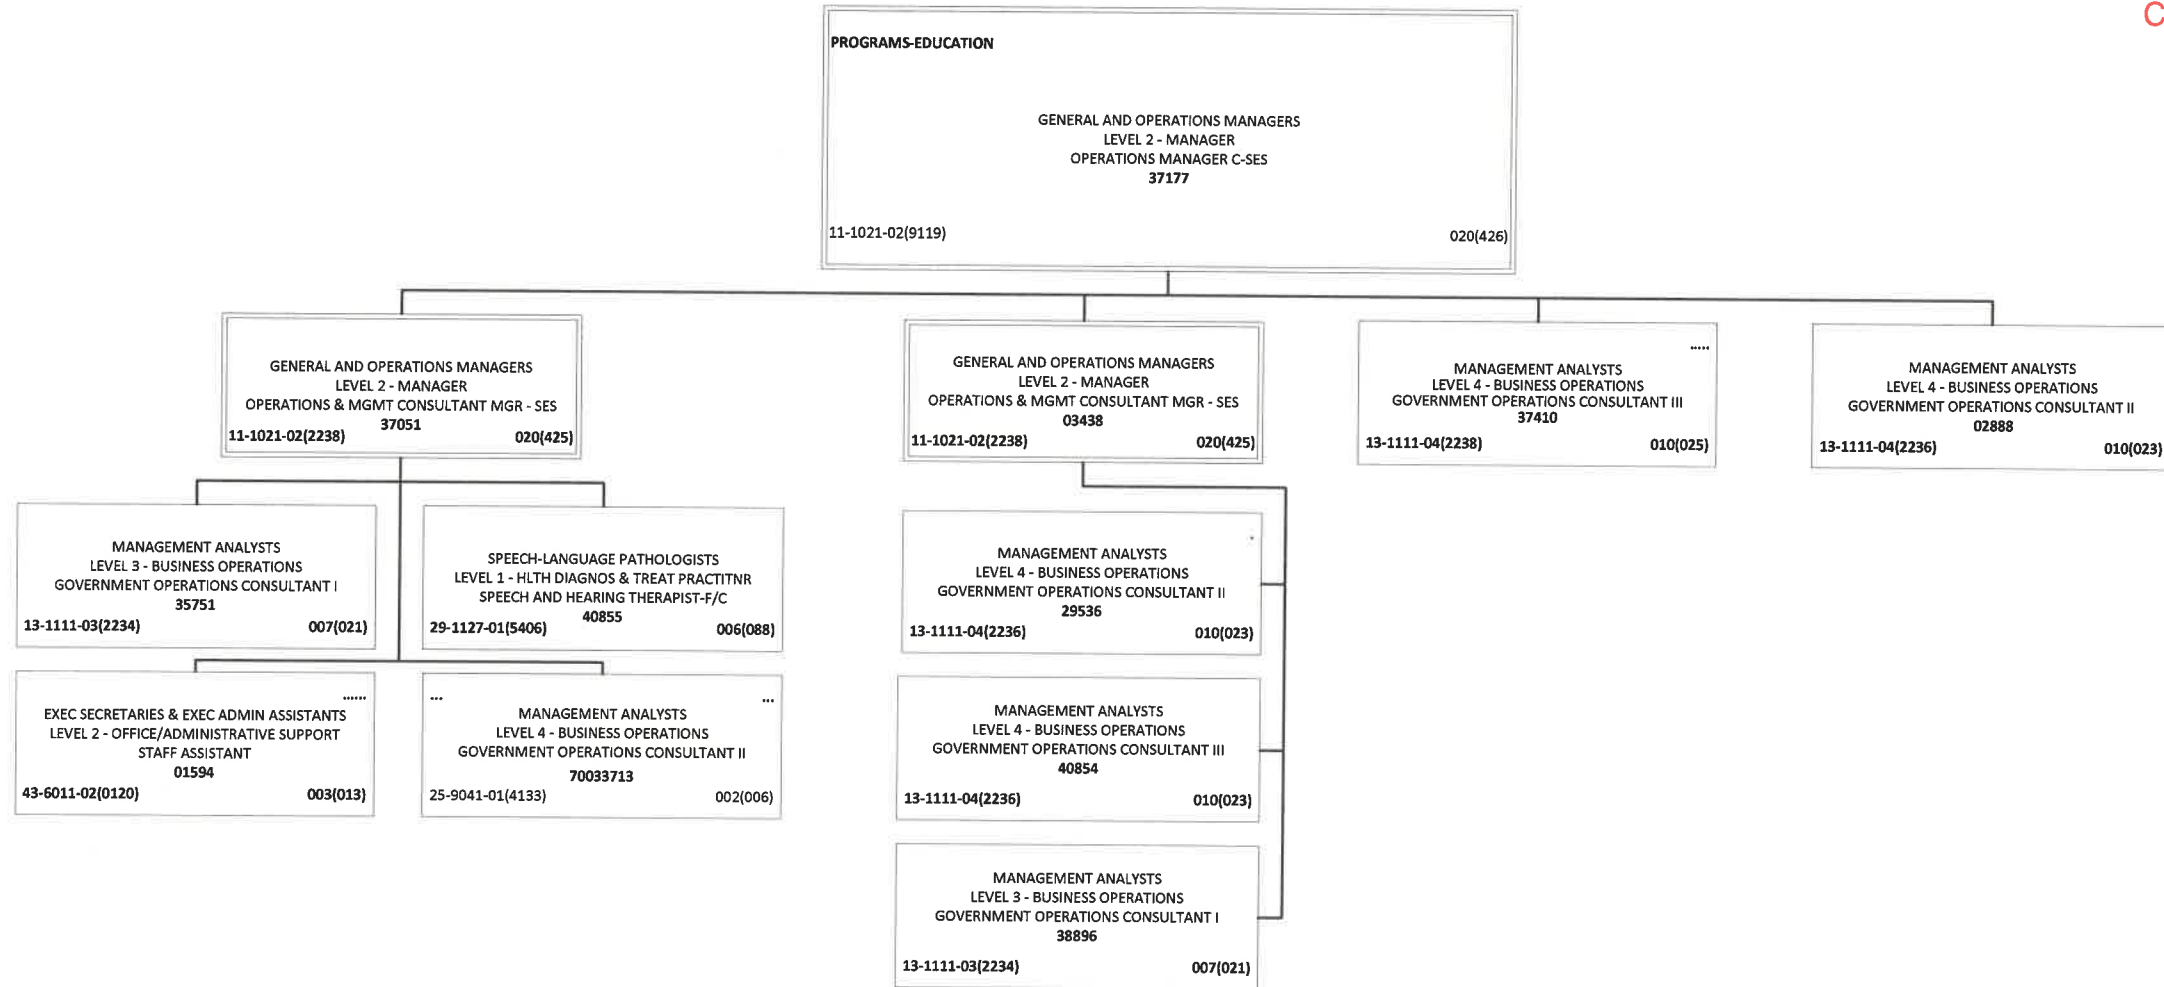 C
PROGRAMS-EDUCATION
GENERAL AND OPERATIONS MANAGERS
LEVEL 2 - MANAGER
OPERATIONS MANAGER C-SES
37177
11-1021-02(9119) 020(426)
GENERAL AND OPERATIONS MANAGERS
LEVEL 2 - MANAGER
OPERATIONS & MGMT CONSULTANT MGR - SES
37051
11-1021-02(2238) 020(425)
GENERAL AND OPERATIONS MANAGERS
LEVEL 2 - MANAGER
OPERATIONS & MGMT CONSULTANT MGR - SES
03438
11-1021-02(2238) 020(425)
.....
MANAGEMENT ANALYSTS
LEVEL 4 - BUSINESS OPERATIONS
GOVERNMENT OPERATIONS CONSULTANT III
37410
13-1111-04(2238) 010(025)
MANAGEMENT ANALYSTS
LEVEL 4 - BUSINESS OPERATIONS
GOVERNMENT OPERATIONS CONSULTANT II
02888
13-1111-04(2236) 010(023)
MANAGEMENT ANALYSTS
LEVEL 3 - BUSINESS OPERATIONS
GOVERNMENT OPERATIONS CONSULTANT I
35751
13-1111-03(2234) 007(021)
SPEECH-LANGUAGE PATHOLOGISTS
LEVEL 1 - HLTH DIAGNOS & TREAT PRACTITNR
SPEECH AND HEARING THERAPIST-F/C
40855
29-1127-01(5406) 006(088)
......
EXEC SECRETARIES & EXEC ADMIN ASSISTANTS
LEVEL 2 - OFFICE/ADMINISTRATIVE SUPPORT
STAFF ASSISTANT
01594
43-6011-02(0120) 003(013)
... ...
MANAGEMENT ANALYSTS
LEVEL 4 - BUSINESS OPERATIONS
GOVERNMENT OPERATIONS CONSULTANT II
70033713
25-9041-01(4133) 002(006)
MANAGEMENT ANALYSTS
LEVEL 4 - BUSINESS OPERATIONS
GOVERNMENT OPERATIONS CONSULTANT II
29536
13-1111-04(2236) 010(023)
MANAGEMENT ANALYSTS
LEVEL 4 - BUSINESS OPERATIONS
GOVERNMENT OPERATIONS CONSULTANT III
40854
13-1111-04(2236) 010(023)
MANAGEMENT ANALYSTS
LEVEL 3 - BUSINESS OPERATIONS
GOVERNMENT OPERATIONS CONSULTANT I
38896
13-1111-03(2234) 007(021)